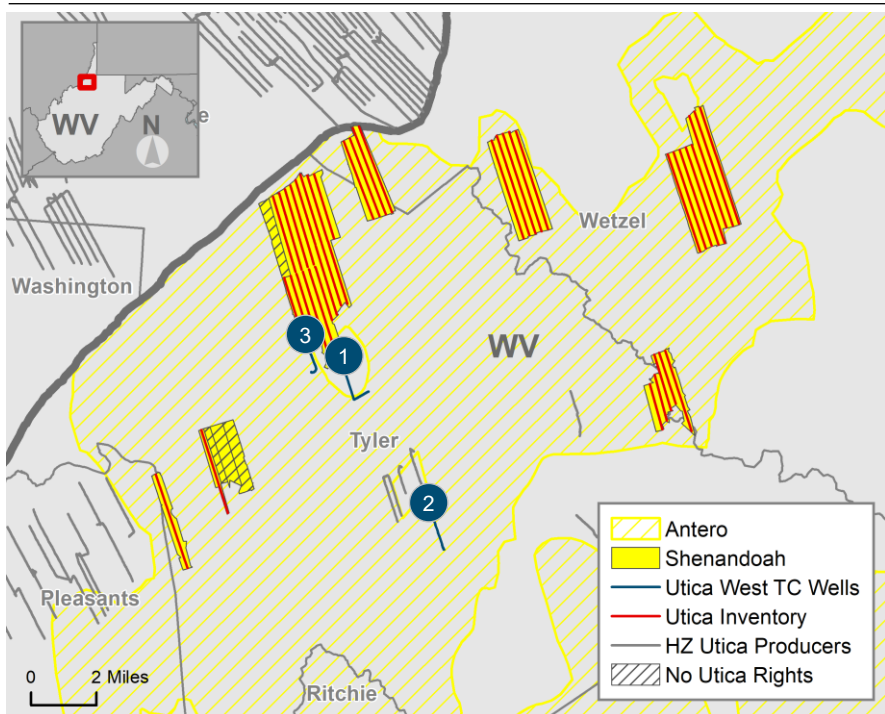 WV
N
e
Wetzel
Washington
WV
3
1
Tyler
2
Pleasants
Ritchie
0 2 Miles
Antero
Shenandoah
Utica West TC Wells
Utica Inventory
HZ Utica Producers
No Utica Rights